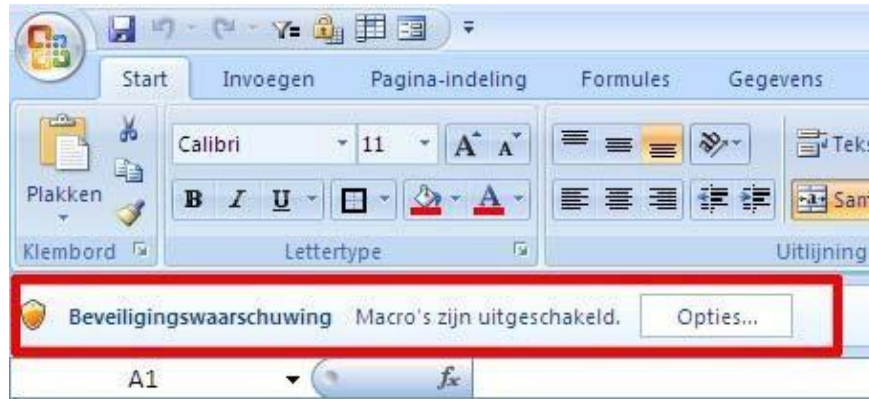 Start Invoegen Pagina-indeling Formules Gegevens
Calibri 11 A A
Plakken B I U A
Klembord Lettertype Uitlijning
Beveiligingswaarschuwing Macro's zijn uitgeschakeld. Opties...
A1 fx